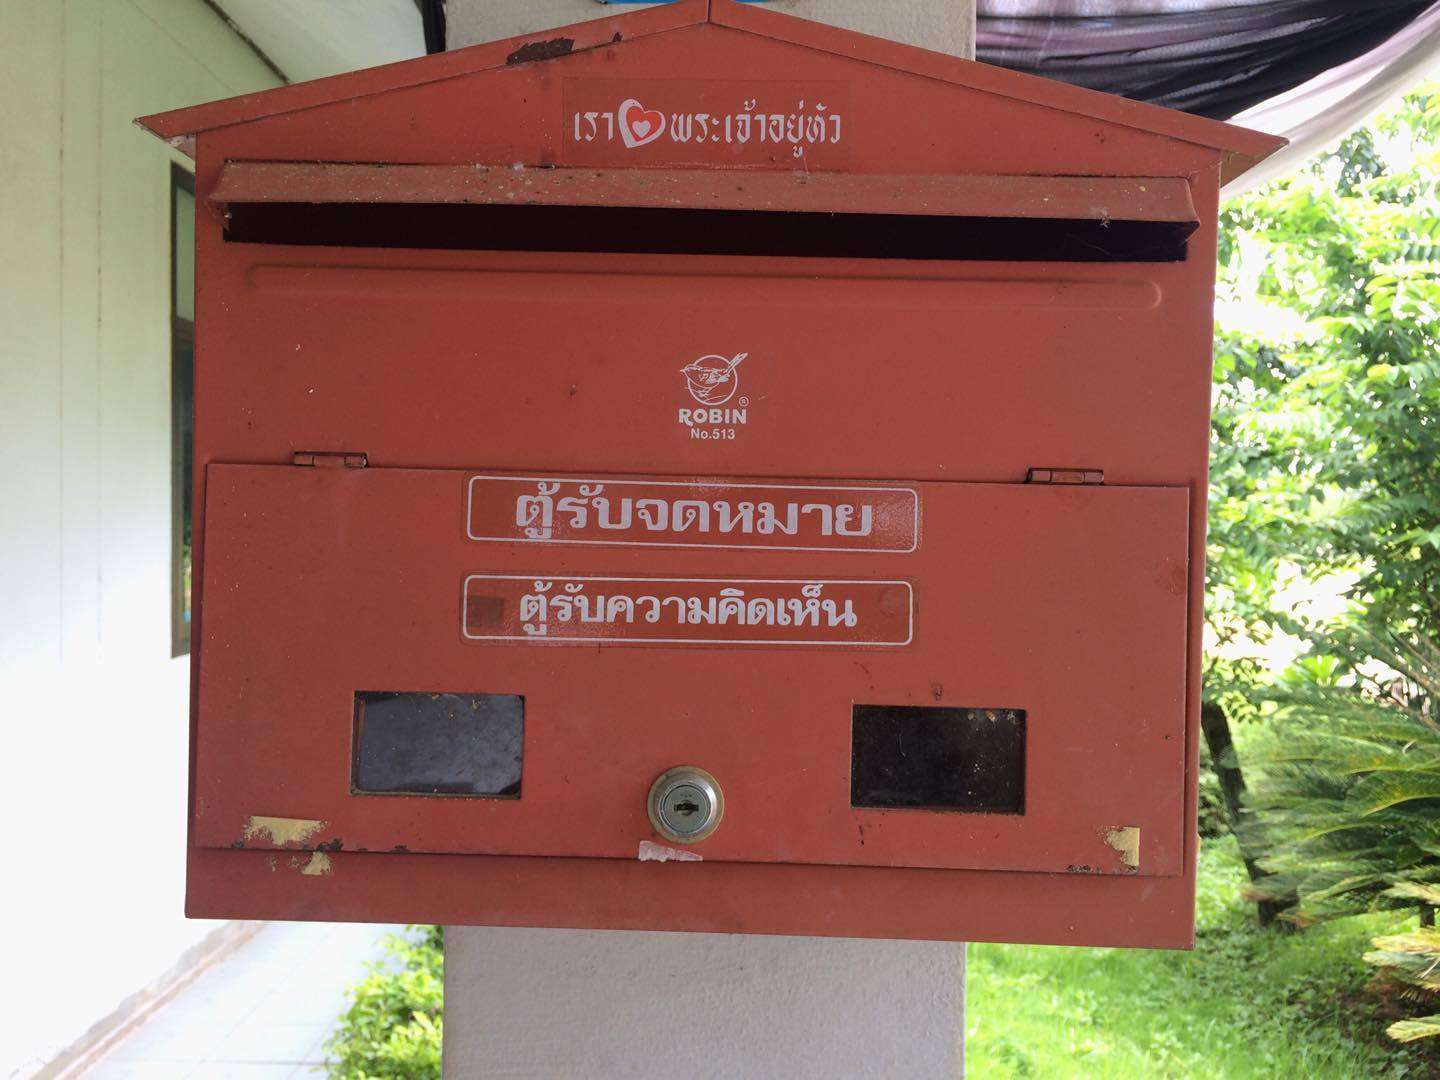 เรา พระเจ้าอยู่หัว
ROBIN
No.513
ตู้รับจดหมาย
ตู้รับความคิดเห็น